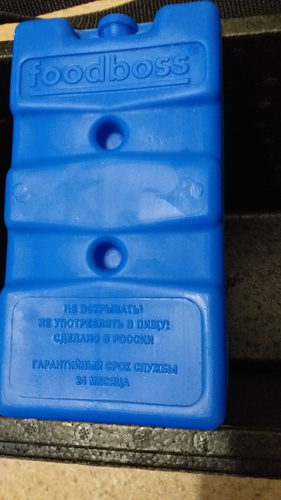 foodboss
НЕ ВСКРЫВАТЬ!
НЕ УПОТРЕБЛЯТЬ В ПИЩУ!
СДЕЛАНО В РОССИИ
ГАРАНТИЙНЫЙ СРОК СЛУЖБЫ
24 МЕСЯЦА